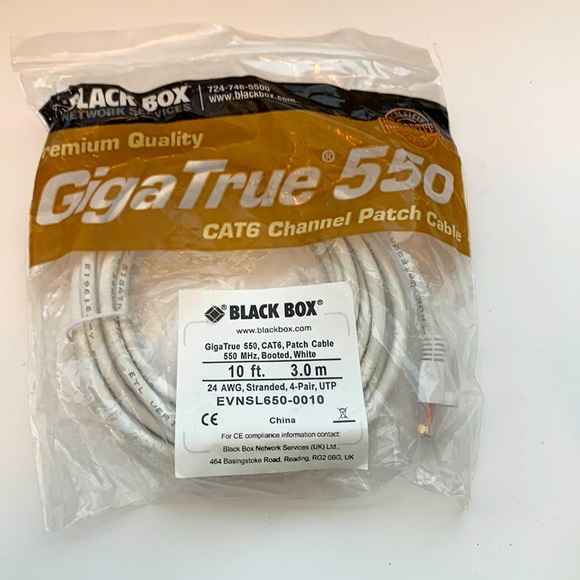 BLACK BOX
NETWORK SERVICES
724-746-5500
www.blackbox.com
Premium Quality
GigaTrue® 550
CAT6 Channel Patch Cable
BLACK BOX®
www.blackbox.com
GigaTrue 550, CAT6, Patch Cable
550 MHz, Booted, White
10 ft. 3.0 m
24 AWG, Stranded, 4-Pair, UTP
EVNSL650-0010
CE
China
For CE compliance information contact:
Black Box Network Services (UK) Ltd.,
464 Basingstoke Road, Reading, RG2 0BG, UK